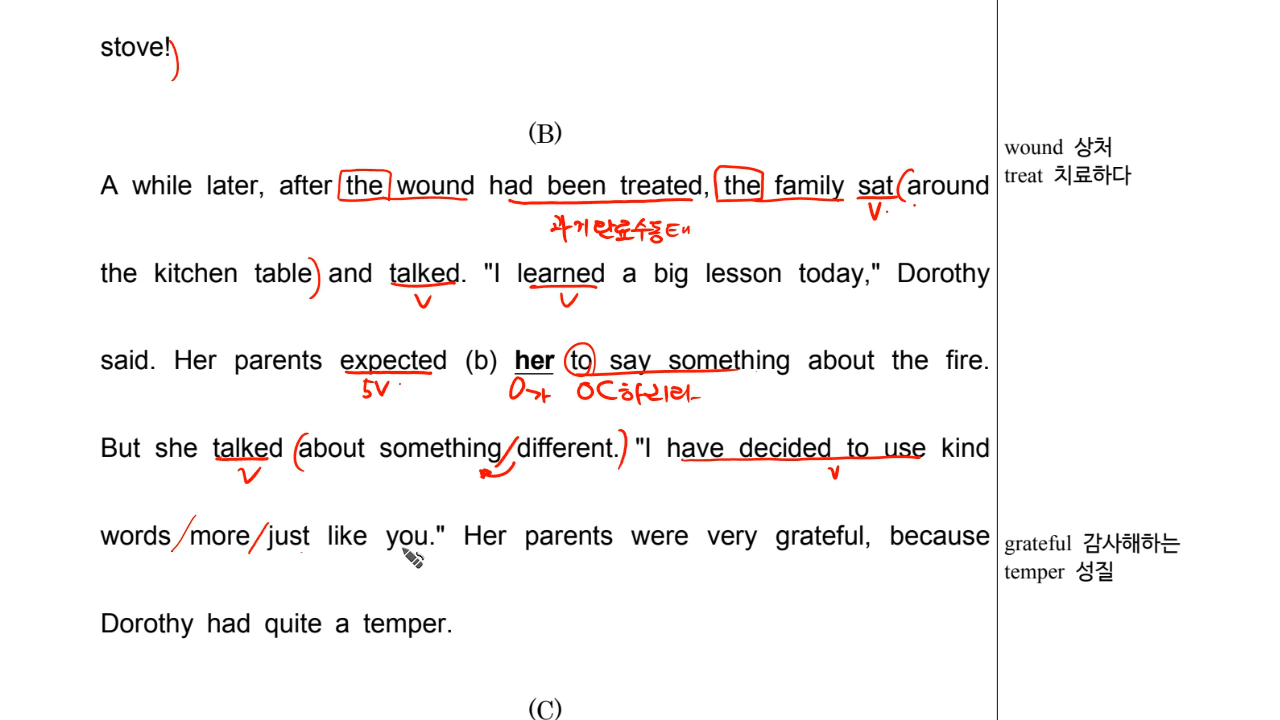 stove!
(B)
wound 상처
treat 치료하다
A while later, after the wound had been treated, the family sat around
V
과거완료수동태
the kitchen table and talked. "I learned a big lesson today," Dorothy
V V
said. Her parents expected (b) her to say something about the fire.
5V O가 OC하리라
But she talked about something different. "I have decided to use kind
V V
words more just like you." Her parents were very grateful, because
grateful 감사해하는
temper 성질
Dorothy had quite a temper.
(C)